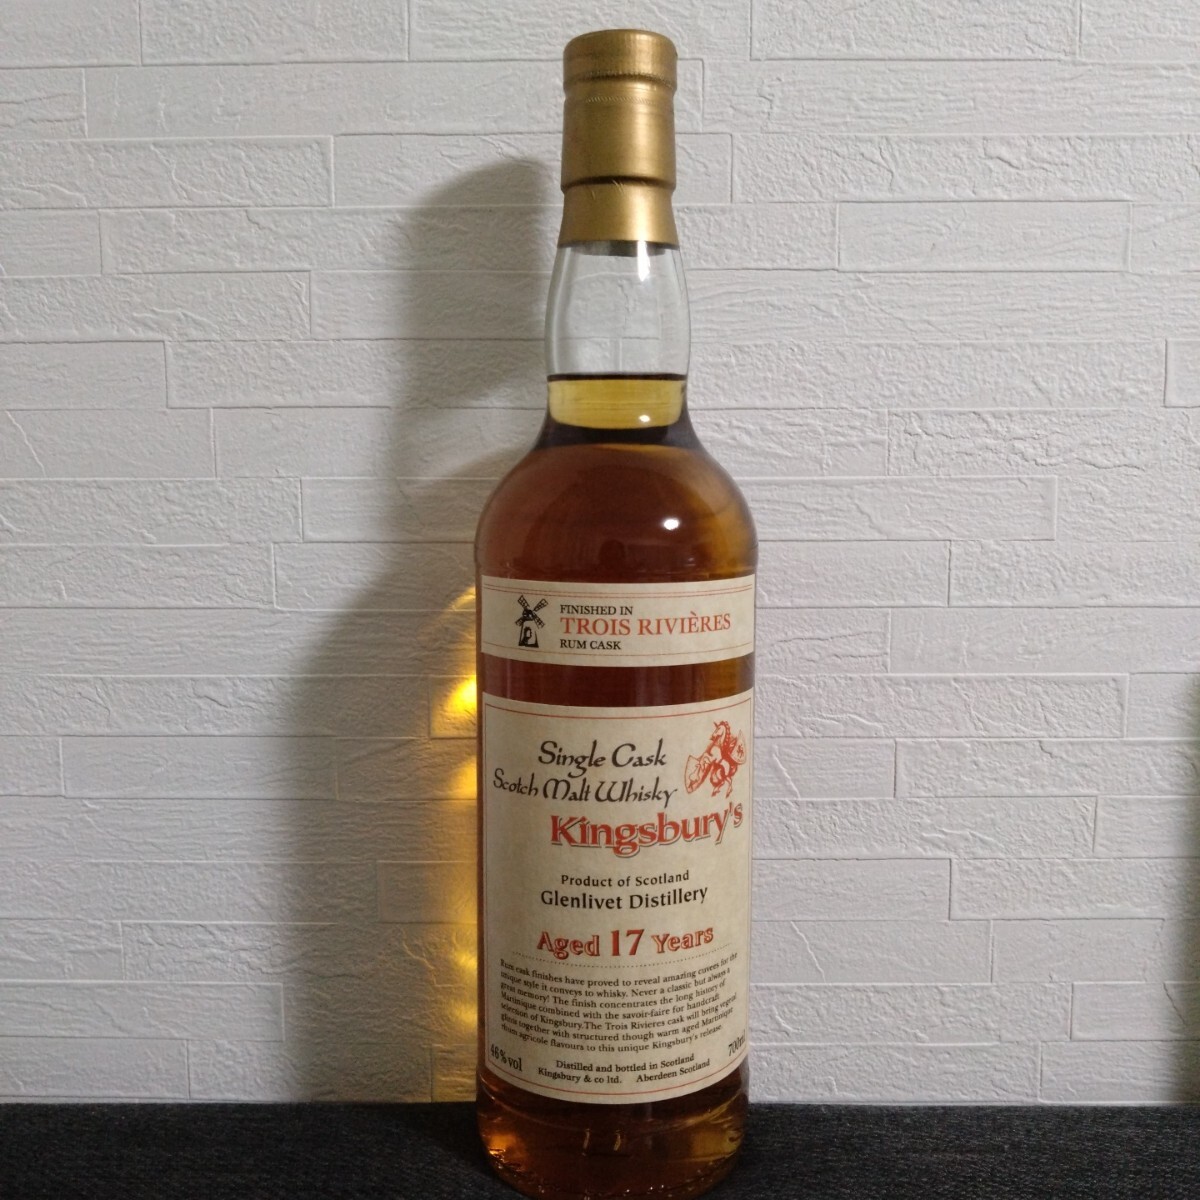 FINISHED IN
TROIS RIVIÈRES
RUM CASK
Single Cask
Scotch Malt Whisky
Kingsbury's
Product of Scotland
Glenlivet Distillery
Aged 17 Years
Rum cask finishes have proved to reveal amazing cuvees for the
unique style it conveys to whisky. Never a classic but always a
great memory! The finish concentrates the long history of
Martinique combined with the savoir-faire for handcraft
selection of Kingsbury. The Trois Rivieres cask will bring vegetal
gloss together with structured though warm aged Martinique
rhum agricole flavours to this unique Kingsbury's release.
46%vol
700ml
Distilled and bottled in Scotland
Kingsbury & co ltd. Aberdeen Scotland